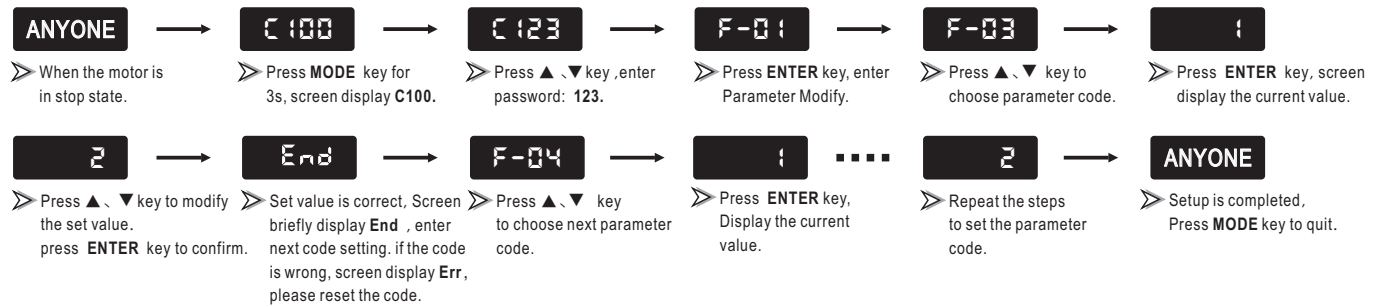 ANYONE
C100
C123
F-01
F-03
1
When the motor is
in stop state.
Press MODE key for
3s, screen display C100.
Press ▲、▼ key ,enter
password: 123.
Press ENTER key, enter
Parameter Modify.
Press ▲、▼ key to
choose parameter code.
Press ENTER key, screen
display the current value.
2
End
F-04
1
2
ANYONE
Press ▲、▼ key to modify
the set value.
press ENTER key to confirm.
Set value is correct, Screen
briefly display End , enter
next code setting. if the code
is wrong, screen display Err,
please reset the code.
Press ▲、▼ key
to choose next parameter
code.
Press ENTER key,
Display the current
value.
Repeat the steps
to set the parameter
code.
Setup is completed,
Press MODE key to quit.